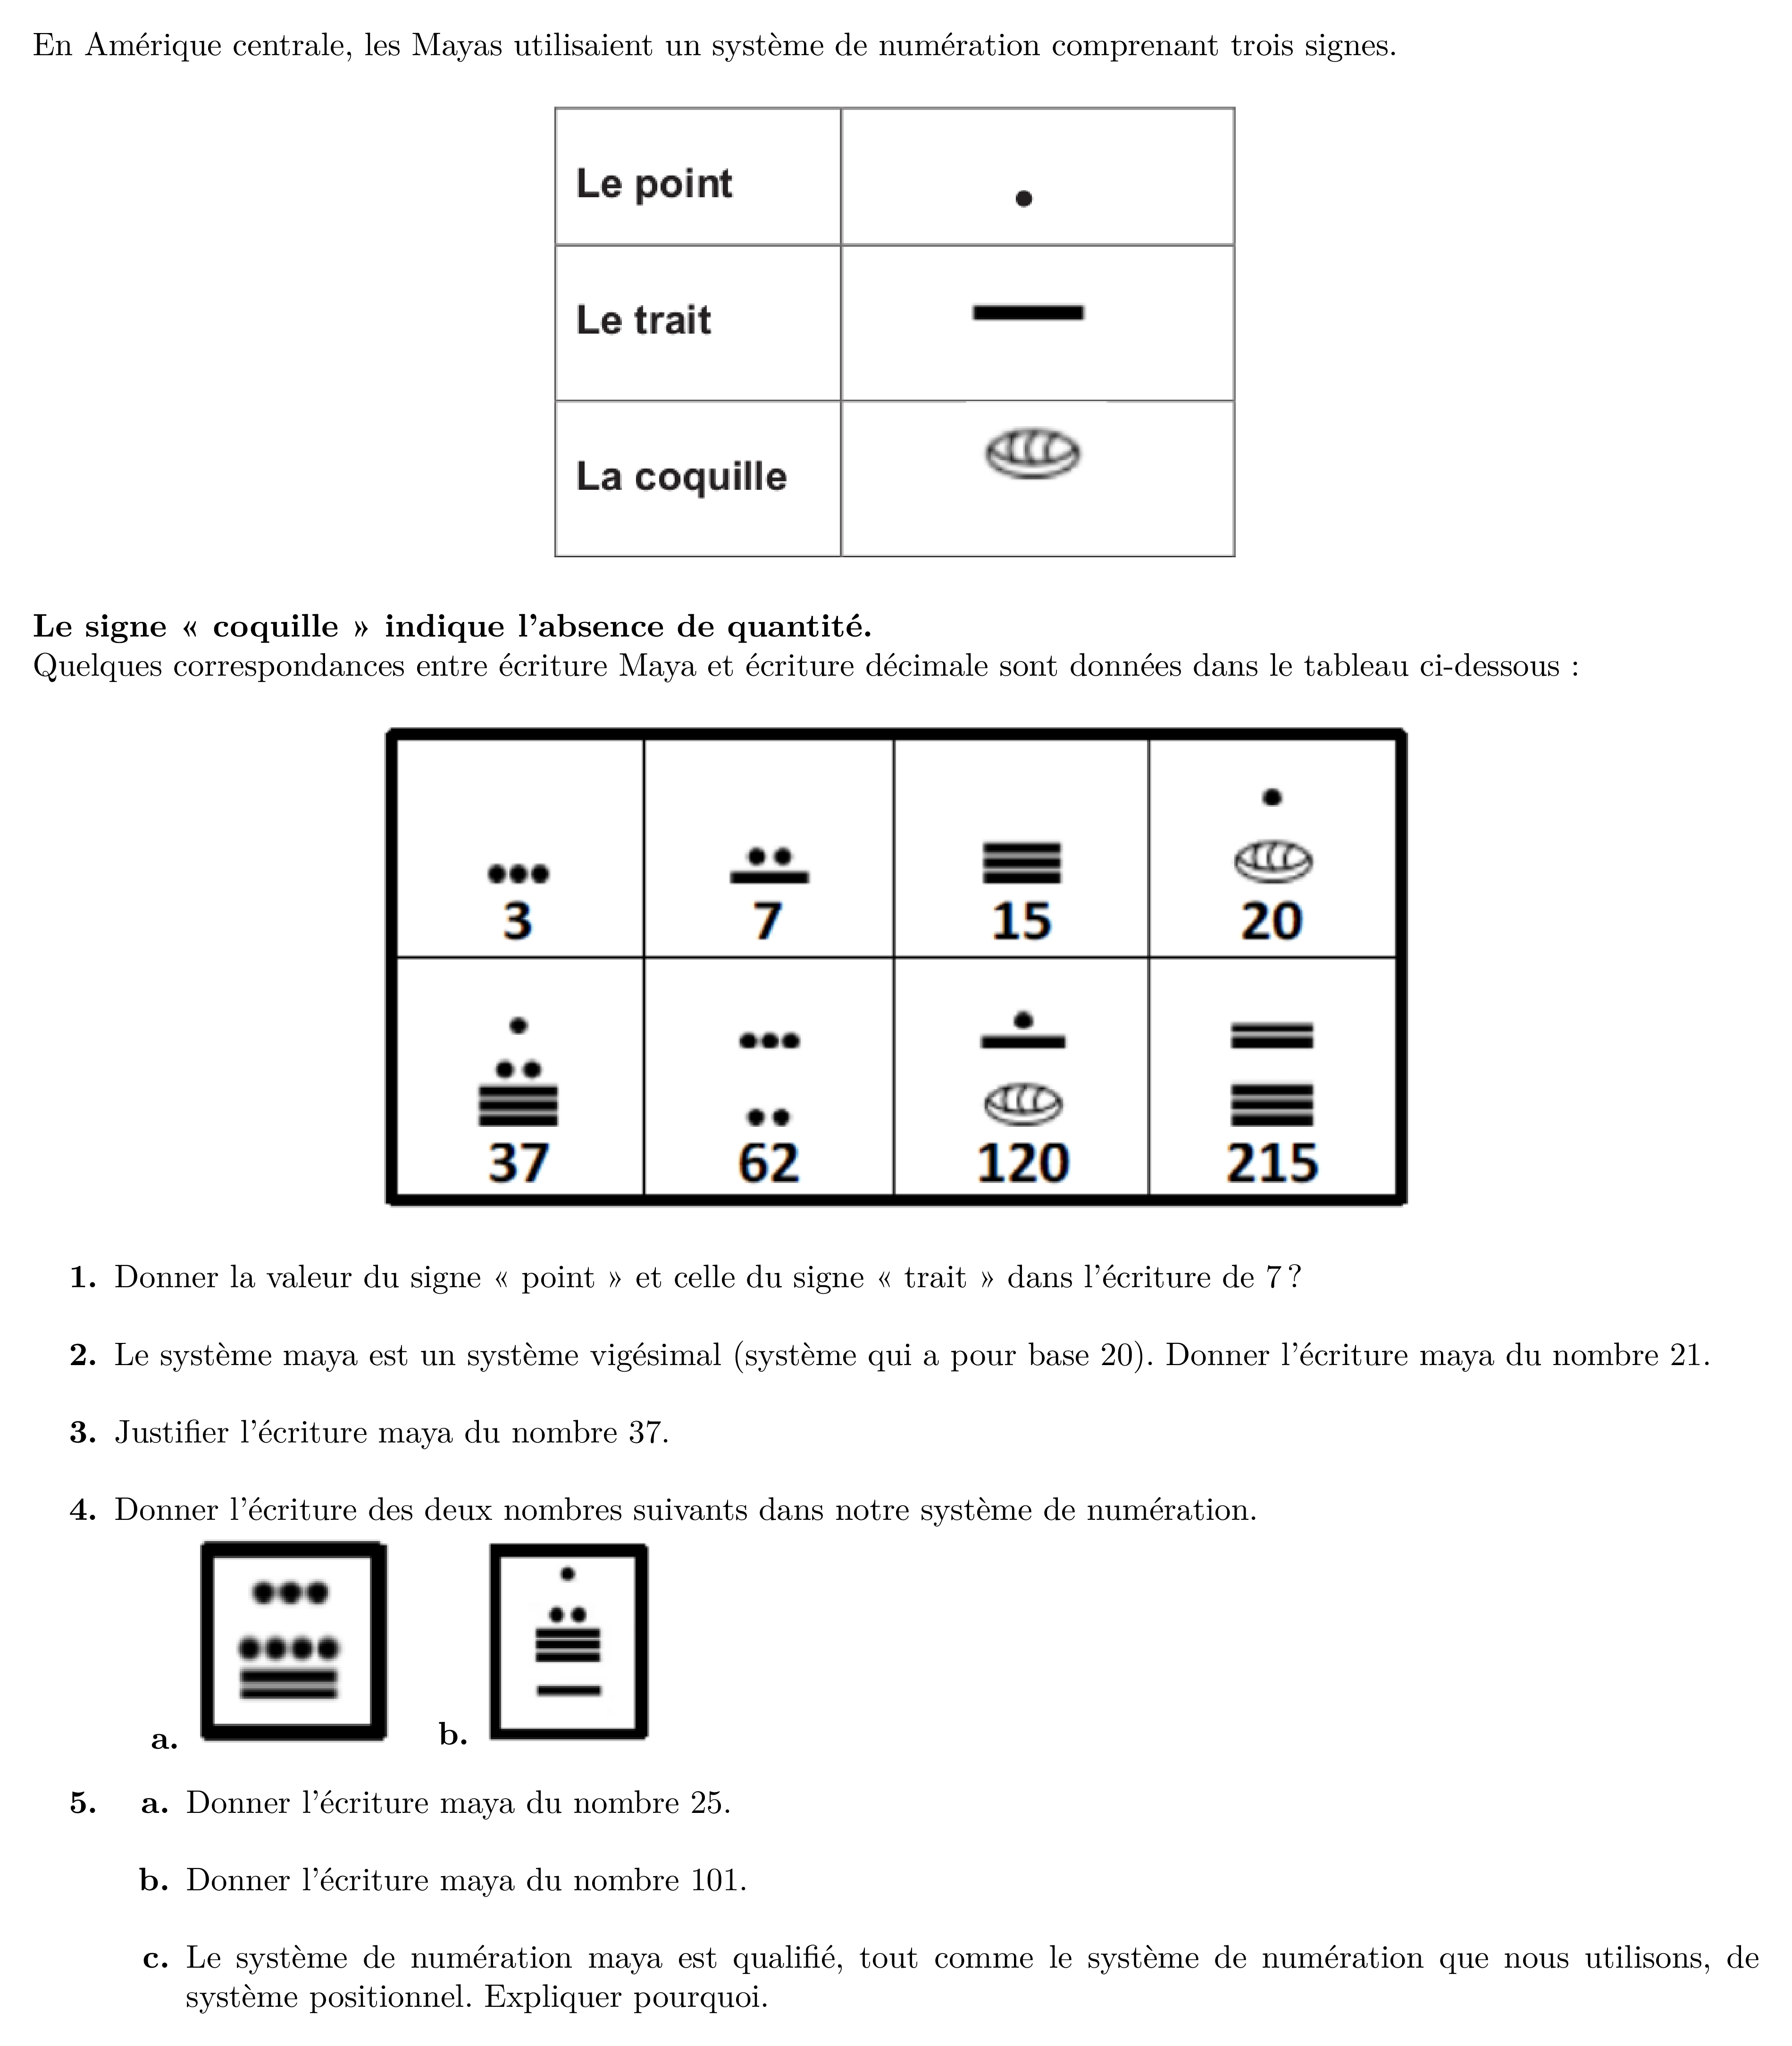 En Amérique centrale, les Mayas utilisaient un système de numération comprenant trois signes.
Le point
Le trait
La coquille
Le signe « coquille » indique l'absence de quantité.
Quelques correspondances entre écriture Maya et écriture décimale sont données dans le tableau ci-dessous :
3 7 15 20
37 62 120 215
1. Donner la valeur du signe « point » et celle du signe « trait » dans l'écriture de 7 ?
2. Le système maya est un système vigésimal (système qui a pour base 20). Donner l'écriture maya du nombre 21.
3. Justifier l'écriture maya du nombre 37.
4. Donner l'écriture des deux nombres suivants dans notre système de numération.
a. b.
5. a. Donner l'écriture maya du nombre 25.
b. Donner l'écriture maya du nombre 101.
c. Le système de numération maya est qualifié, tout comme le système de numération que nous utilisons, de
système positionnel. Expliquer pourquoi.